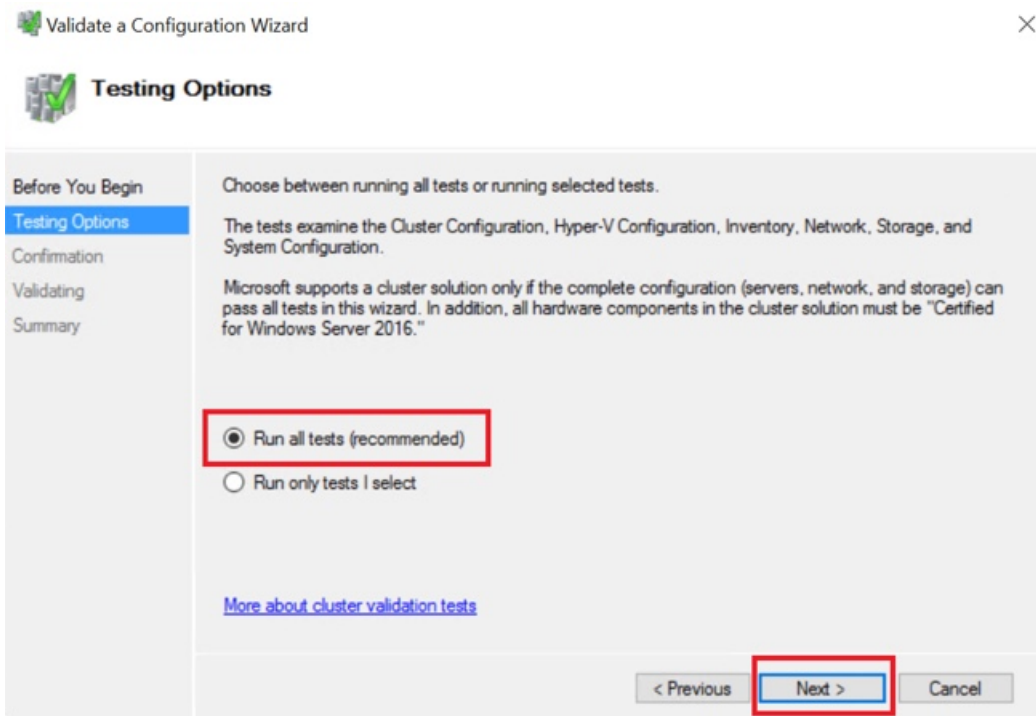 Validate a Configuration Wizard
Testing Options
Before You Begin
Testing Options
Confirmation
Validating
Summary
Choose between running all tests or running selected tests.
The tests examine the Cluster Configuration, Hyper-V Configuration, Inventory, Network, Storage, and
System Configuration.
Microsoft supports a cluster solution only if the complete configuration (servers, network, and storage) can
pass all tests in this wizard. In addition, all hardware components in the cluster solution must be "Certified
for Windows Server 2016."
Run all tests (recommended)
Run only tests I select
More about cluster validation tests
< Previous
Next >
Cancel